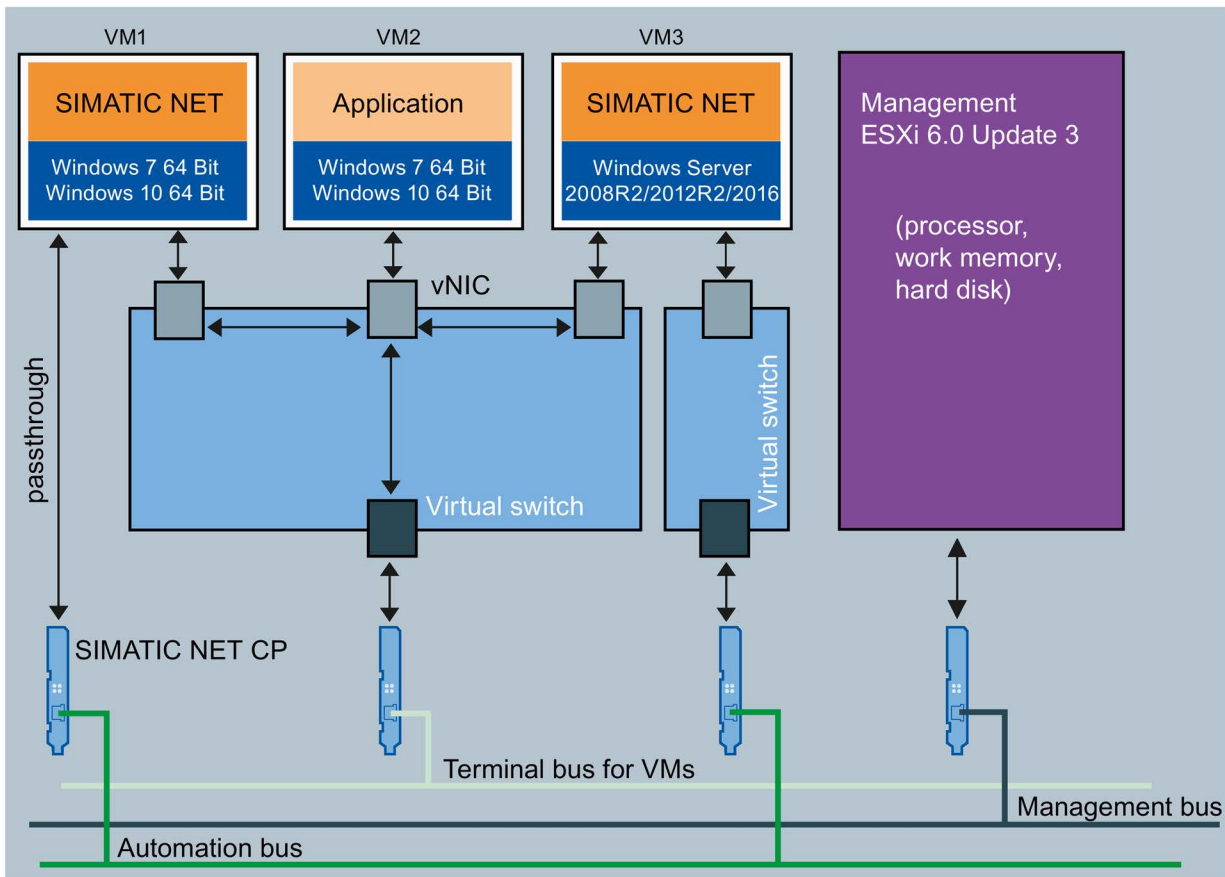 VM1
VM2
VM3
SIMATIC NET
Windows 7 64 Bit
Windows 10 64 Bit
Application
Windows 7 64 Bit
Windows 10 64 Bit
SIMATIC NET
Windows Server
2008R2/2012R2/2016
Management
ESXi 6.0 Update 3
(processor,
work memory,
hard disk)
vNIC
passthrough
Virtual switch
Virtual switch
SIMATIC NET CP
Terminal bus for VMs
Management bus
Automation bus